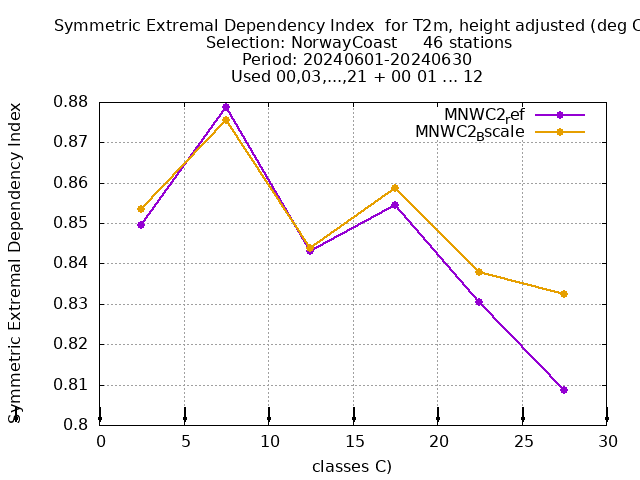 Symmetric Extremal Dependency Index  for T2m, height adjusted (deg C
Selection: NorwayCoast     46 stations
Period: 20240601-20240630
Used 00,03,...,21 + 00 01 ... 12
Symmetric Extremal Dependency Index
MNWC2ref
MNWC2Bscale
0.88
0.87
0.86
0.85
0.84
0.83
0.82
0.81
0.8
0 5 10 15 20 25 30
classes C)